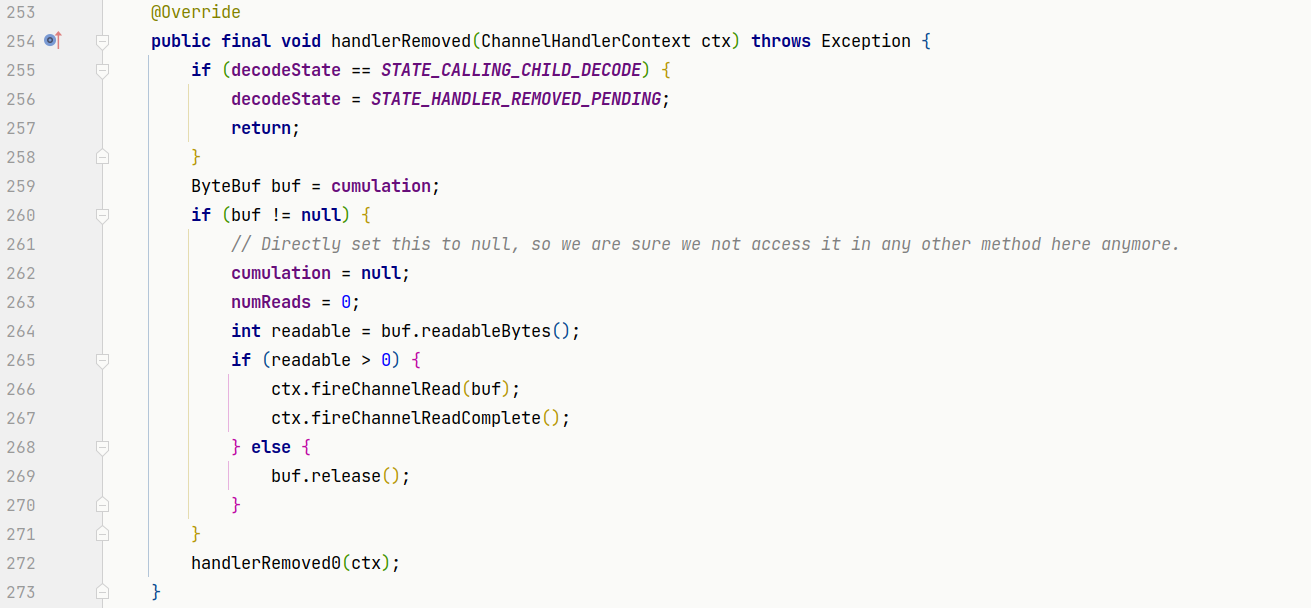 253 @Override
254 public final void handlerRemoved(ChannelHandlerContext ctx) throws Exception {
255 if (decodeState == STATE_CALLING_CHILD_DECODE) {
256 decodeState = STATE_HANDLER_REMOVED_PENDING;
257 return;
258 }
259 ByteBuf buf = cumulation;
260 if (buf != null) {
261 // Directly set this to null, so we are sure we not access it in any other method here anymore.
262 cumulation = null;
263 numReads = 0;
264 int readable = buf.readableBytes();
265 if (readable > 0) {
266 ctx.fireChannelRead(buf);
267 ctx.fireChannelReadComplete();
268 } else {
269 buf.release();
270 }
271 }
272 handlerRemoved0(ctx);
273 }